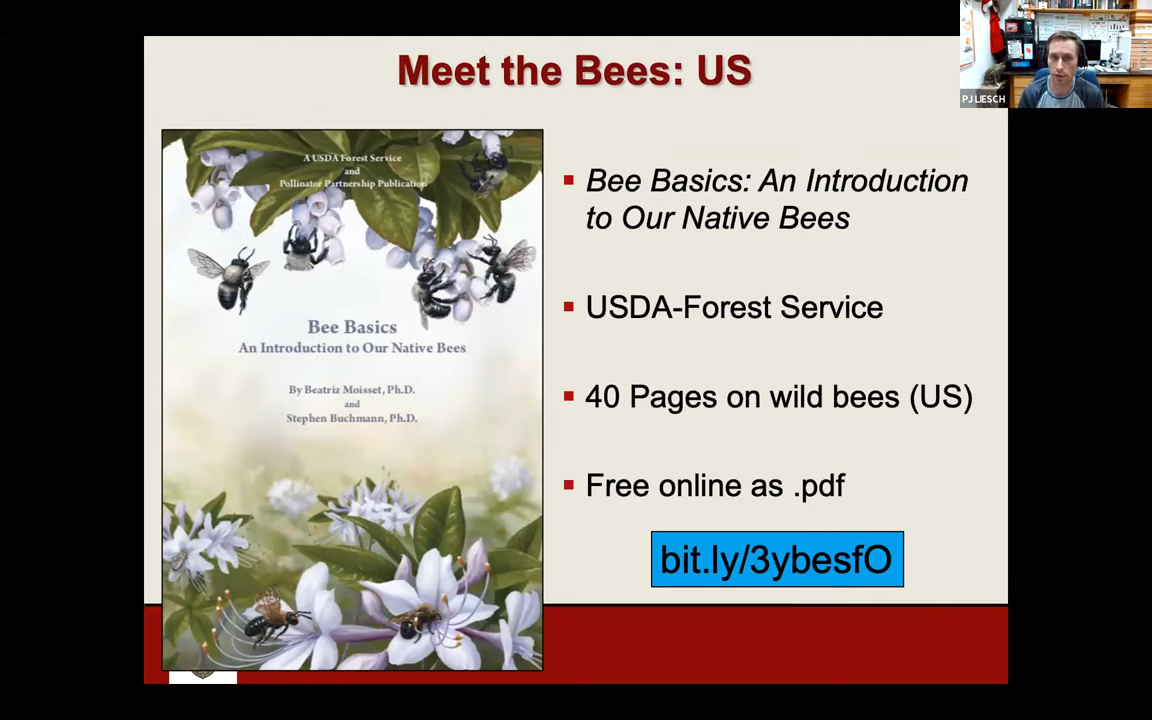 Meet the Bees: US
PJ LIESCH
A USDA Forest Service
and
Pollinator Partnership Publication
Bee Basics
An Introduction to Our Native Bees
By Beatriz Moisset, Ph.D.
and
Stephen Buchmann, Ph.D.
▪ Bee Basics: An Introduction
to Our Native Bees
▪ USDA-Forest Service
▪ 40 Pages on wild bees (US)
▪ Free online as .pdf
bit.ly/3ybesfO